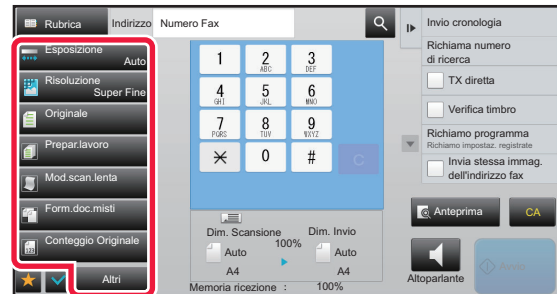 Rubrica
Indirizzo
Numero Fax
Esposizione
Auto
Risoluzione
Super Fine
Originale
Prepar.lavoro
Mod.scan.lenta
Form.doc.misti
Conteggio Originale
Altri
1
2
ABC
3
DEF
4
GHI
5
JKL
6
MNO
7
PQRS
8
TUV
9
WXYZ
0
#
C
Dim. Scansione
Dim. Invio
100%
Auto
Auto
A4
A4
Memoria ricezione :
100%
Invio cronologia
Richiama numero
di ricerca
TX diretta
Verifica timbro
Richiamo programma
Richiamo impostaz. registrate
Invia stessa immag.
dell'indirizzo fax
Anteprima
CA
Altoparlante
Avvio